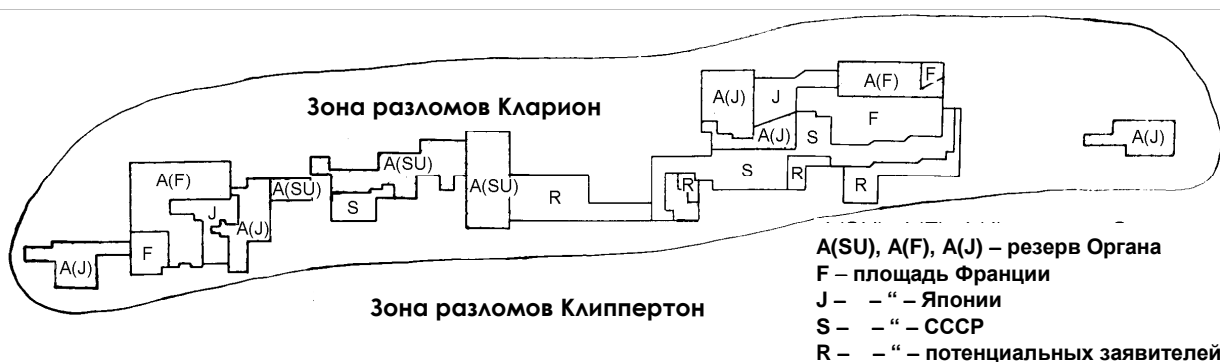 F
A(J)
J
A(F)
Зона разломов Кларион
F
A(J)
S
A(J)
A(SU)
A(SU)
A(SU)
A(F)
R
S
R
R
R
S
J
A(J)
F
A(J)
Зона разломов Клиппертон
A(SU), A(F), A(J) – резерв Органа
F – площадь Франции
J – – “ – Японии
S – – “ – СССР
R – – “ – потенциальных заявителей